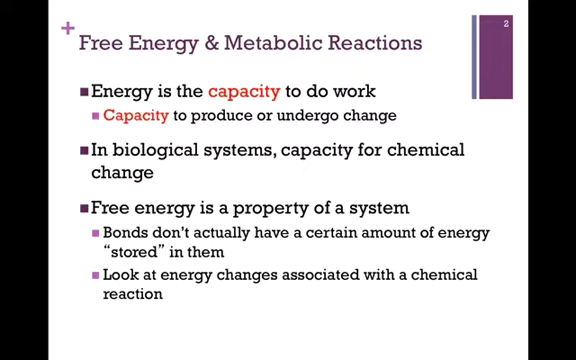 2
+
Free Energy & Metabolic Reactions
Energy is the capacity to do work
Capacity to produce or undergo change
In biological systems, capacity for chemical
change
Free energy is a property of a system
Bonds don't actually have a certain amount of energy
"stored" in them
Look at energy changes associated with a chemical
reaction